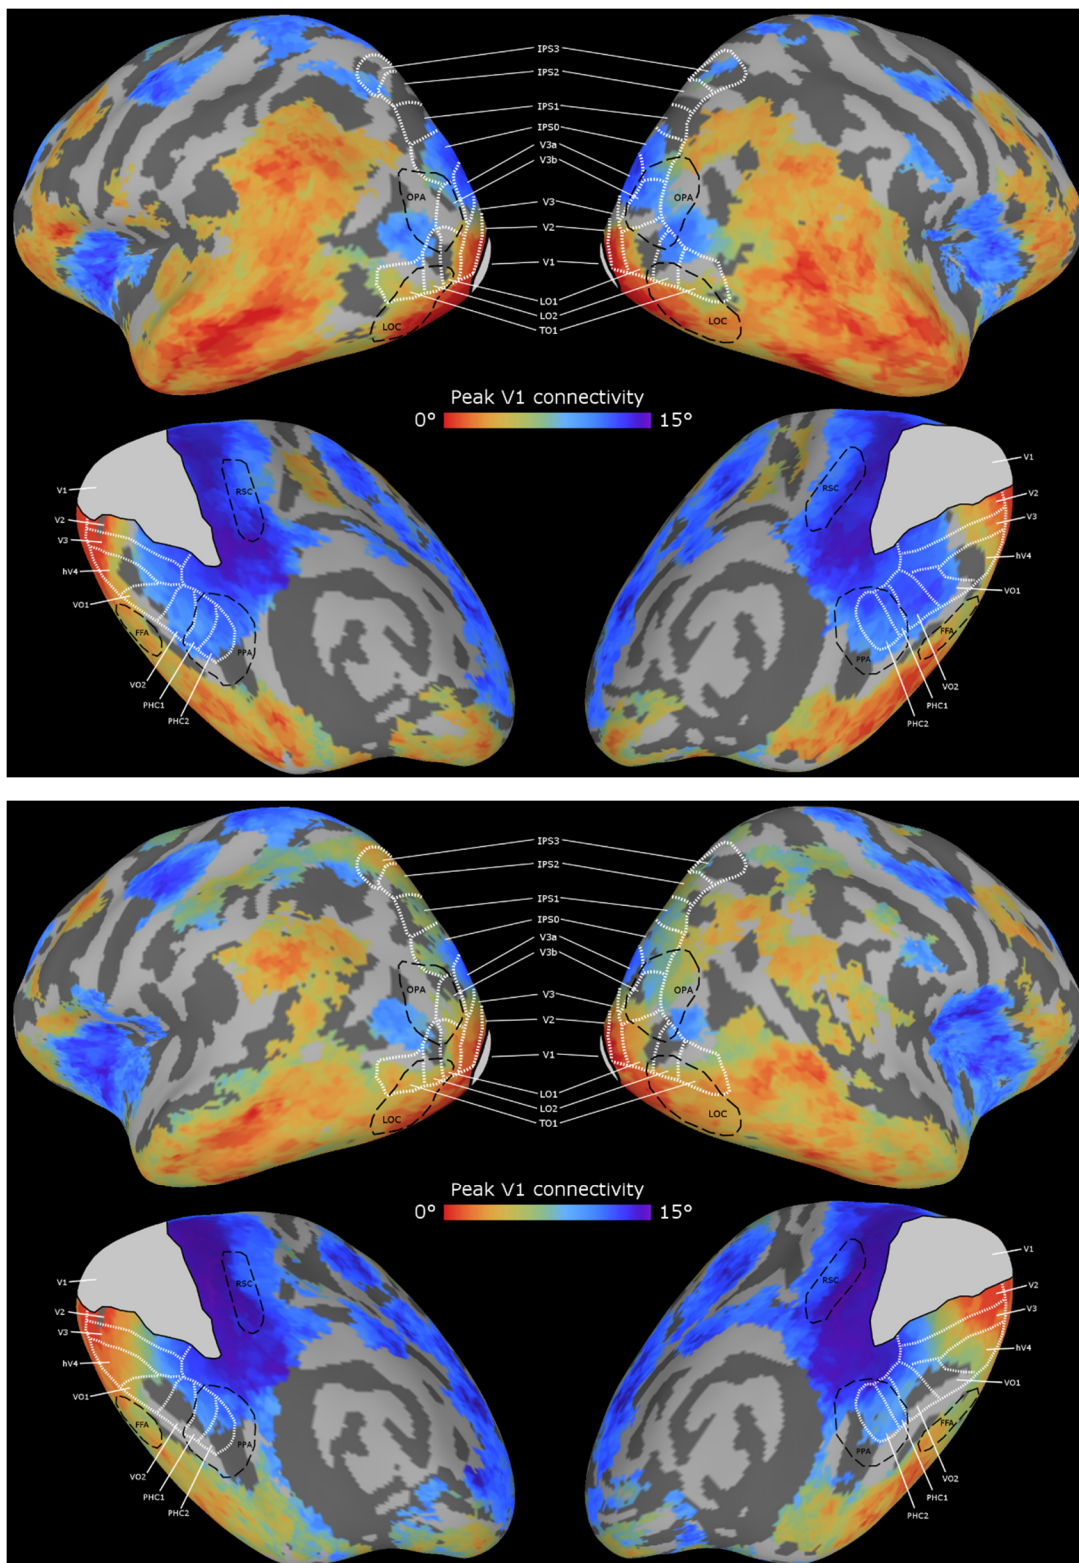 IPS3
IPS2
IPS1
IPS0
V3a
V3b
OPA
OPA
V3
V2
V1
LO1
LO2
TO1
LOC
LOC
Peak V1 connectivity
0° 15°
V1
RSC
RSC
V1
V2
V2
V3
V3
hV4
hV4
VO1
VO1
FFA
FFA
PPA
PPA
VO2
VO2
PHC1
PHC1
PHC2
PHC2
IPS3
IPS2
IPS1
IPS0
V3a
V3b
OPA
OPA
V3
V2
V1
LO1
LO2
TO1
LOC
LOC
Peak V1 connectivity
0° 15°
V1
RSC
RSC
V1
V2
V2
V3
V3
hV4
hV4
VO1
VO1
FFA
FFA
PPA
PPA
VO2
VO2
PHC1
PHC1
PHC2
PHC2